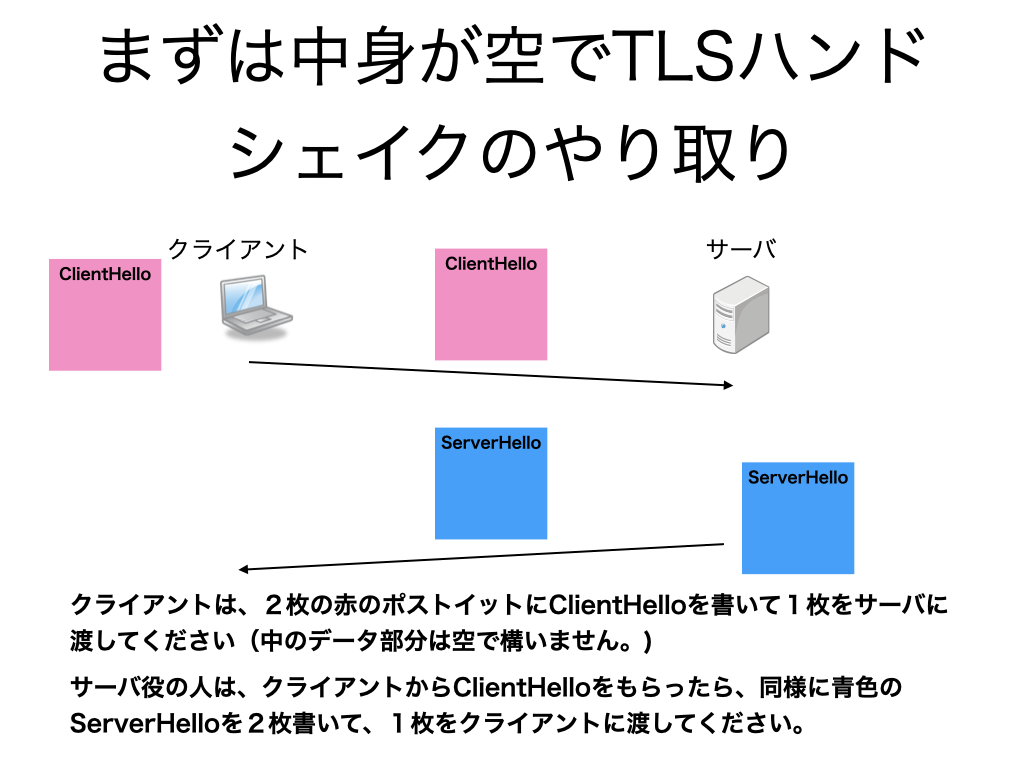 まずは中身が空でTLSハンド
シェイクのやり取り
クライアント
サーバ
ClientHello
ClientHello
ServerHello
ServerHello
クライアントは、２枚の赤のポストイットにClientHelloを書いて１枚をサーバに
渡してください（中のデータ部分は空で構いません。)
サーバ役の人は、クライアントからClientHelloをもらったら、同様に青色の
ServerHelloを２枚書いて、１枚をクライアントに渡してください。